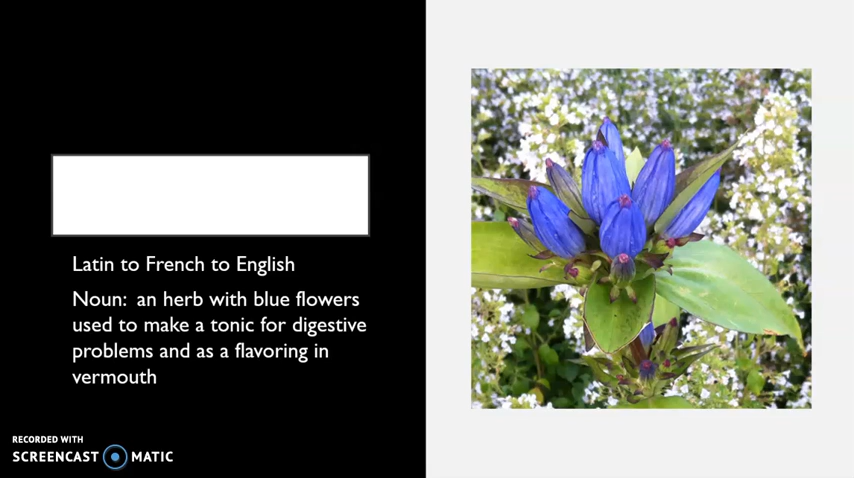 Latin to French to English
Noun:  an herb with blue flowers
used to make a tonic for digestive
problems and as a flavoring in
vermouth
RECORDED WITH
SCREENCAST MATIC